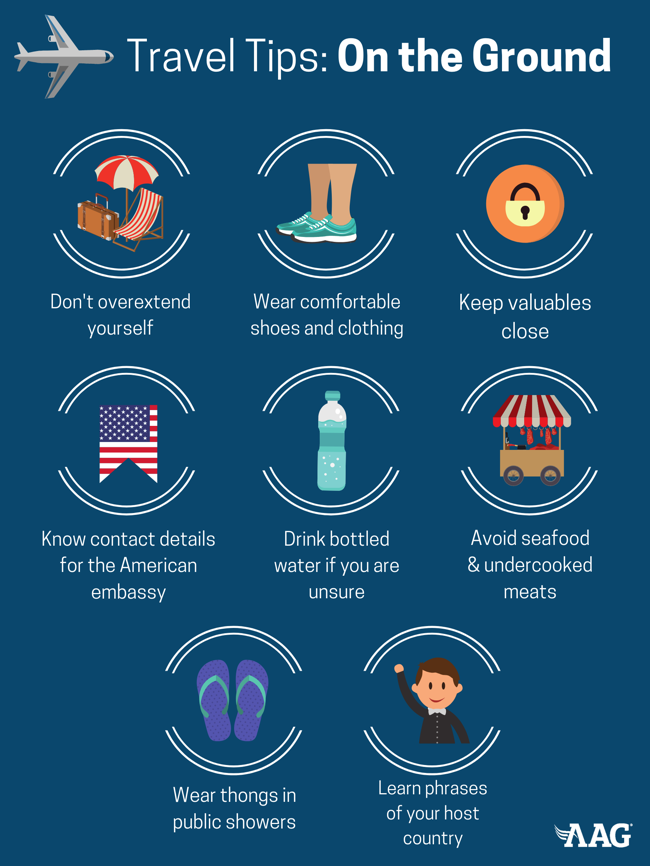 Travel Tips: On the Ground
Don't overextend
yourself
Wear comfortable
shoes and clothing
Keep valuables
close
Know contact details
for the American
embassy
Drink bottled
water if you are
unsure
Avoid seafood
& undercooked
meats
Wear thongs in
public showers
Learn phrases
of your host
country
AAG®